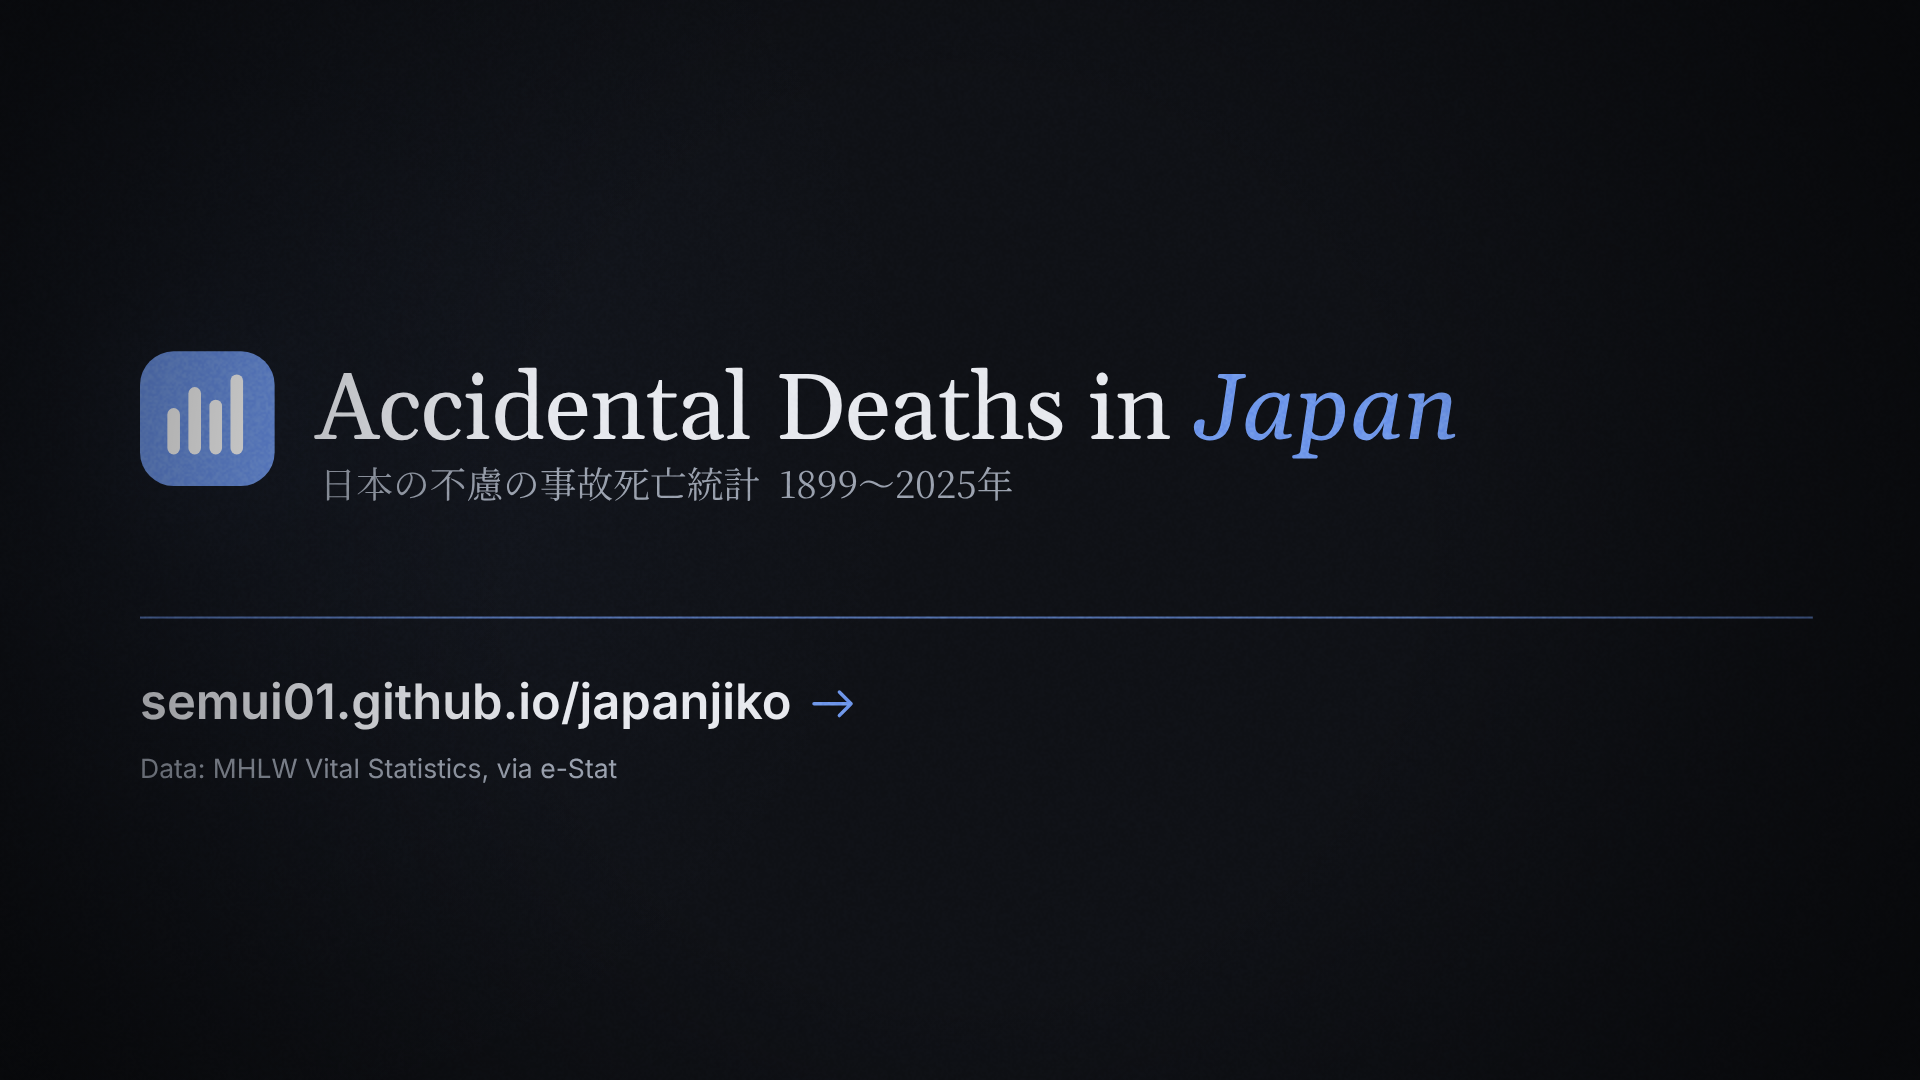 Accidental Deaths in Japan
日本の不慮の事故死亡統計 1899〜2025年
semui01.github.io/japanjiko →
Data: MHLW Vital Statistics, via e-Stat